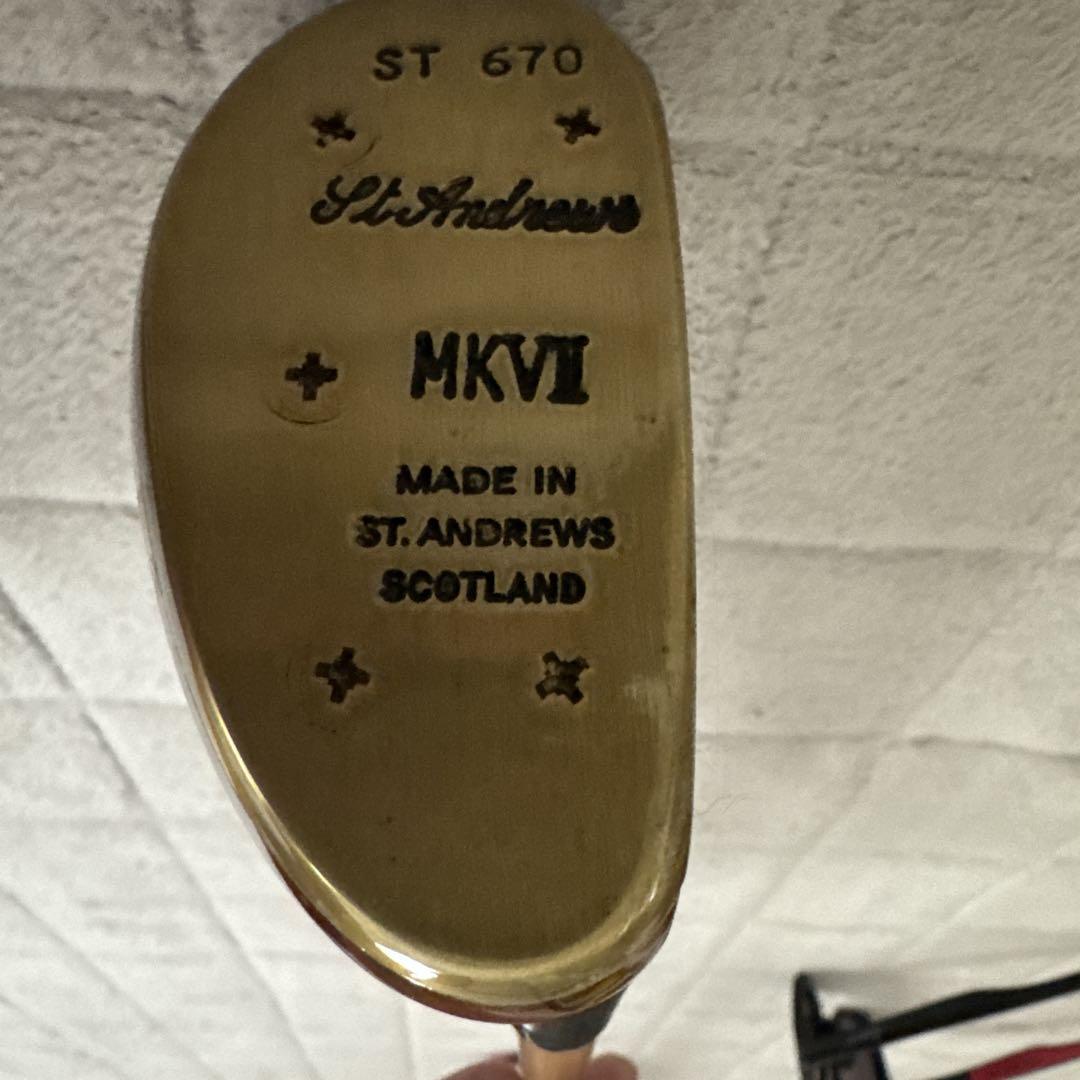 ST 670
St. Andrews
MKVII
MADE IN
ST. ANDREWS
SCOTLAND